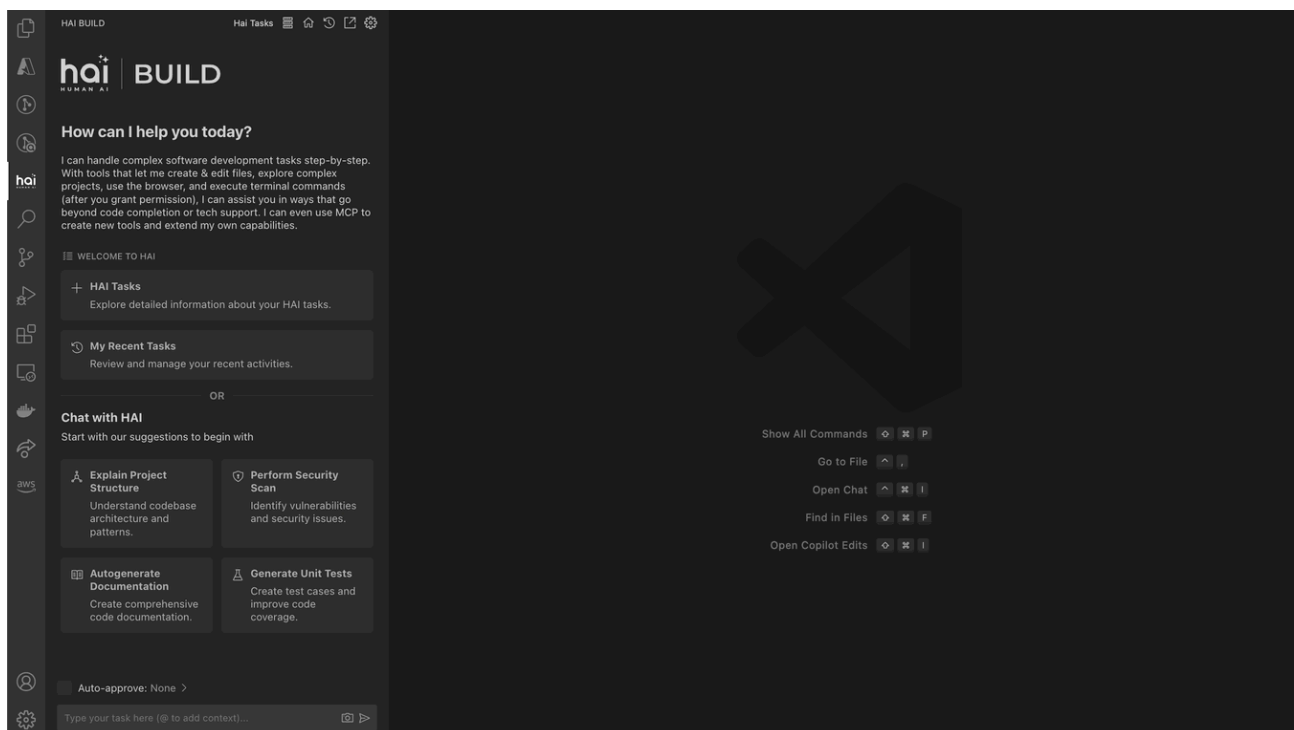 HAI BUILD
Hai Tasks
hai
HUMAN AI
BUILD
How can I help you today?
I can handle complex software development tasks step-by-step.
With tools that let me create & edit files, explore complex
projects, use the browser, and execute terminal commands
(after you grant permission), I can assist you in ways that go
beyond code completion or tech support. I can even use MCP to
create new tools and extend my own capabilities.
WELCOME TO HAI
HAI Tasks
Explore detailed information about your HAI tasks.
My Recent Tasks
Review and manage your recent activities.
OR
Chat with HAI
Start with our suggestions to begin with
Explain Project
Structure
Understand codebase
architecture and
patterns.
Perform Security
Scan
Identify vulnerabilities
and security issues.
Autogenerate
Documentation
Create comprehensive
code documentation.
Generate Unit Tests
Create test cases and
improve code
coverage.
Auto-approve: None >
Type your task here (@ to add context)...
hai
HUMAN AI
aws
Show All Commands ⇧ ⌘ P
Go to File ^ ,
Open Chat ^ ⌘ I
Find in Files ⇧ ⌘ F
Open Copilot Edits ⇧ ⌘ I